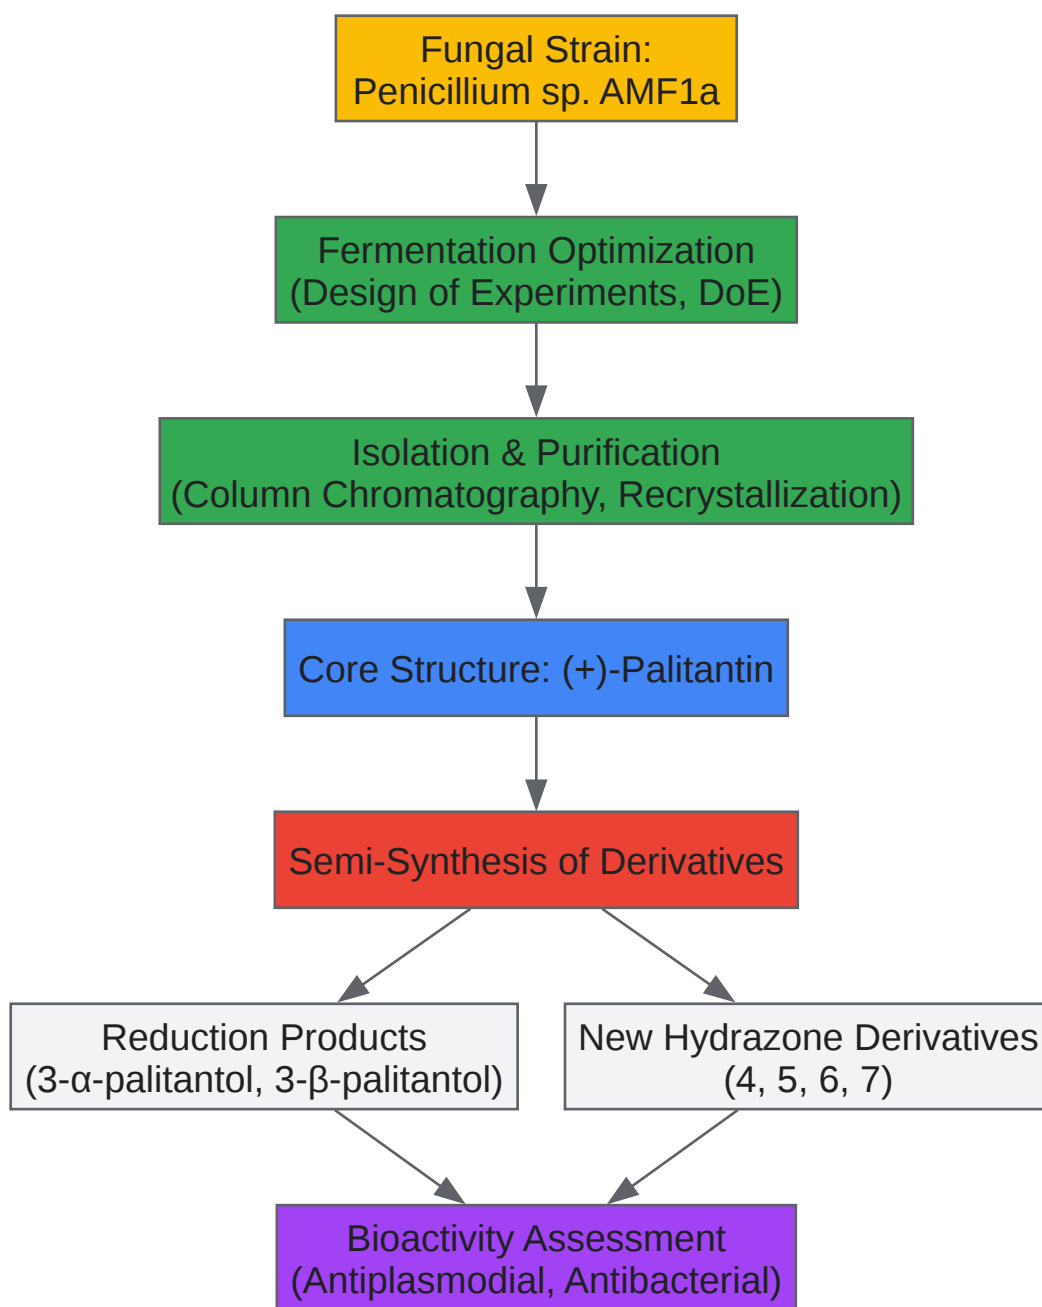 Fungal Strain:
Penicillium sp. AMF1a
Fermentation Optimization
(Design of Experiments, DoE)
Isolation & Purification
(Column Chromatography, Recrystallization)
Core Structure: (+)-Palitantin
Semi-Synthesis of Derivatives
Reduction Products
(3-α-palitantol, 3-β-palitantol)
New Hydrazone Derivatives
(4, 5, 6, 7)
Bioactivity Assessment
(Antiplasmodial, Antibacterial)